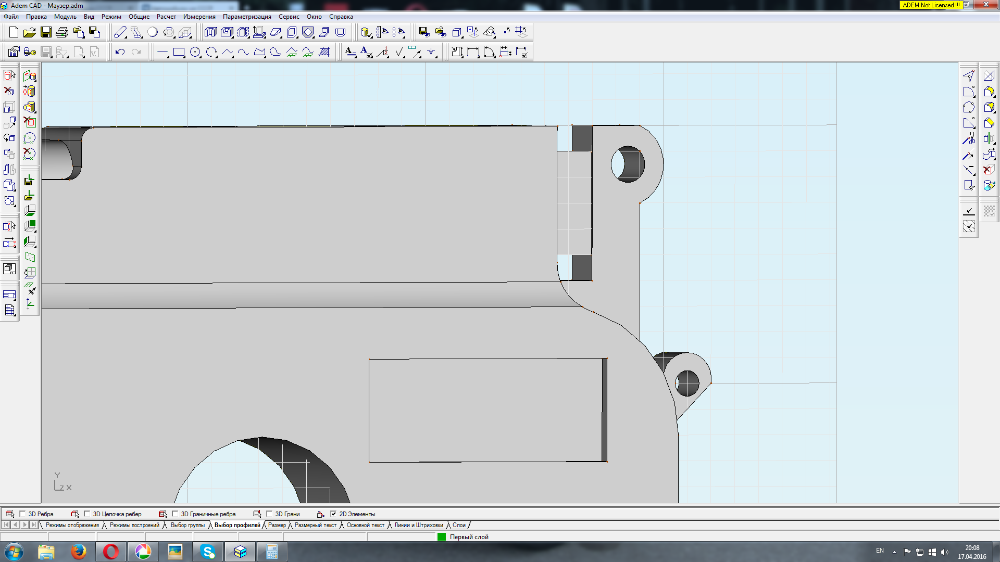 Adem CAD - Маузер.adm
ADEM Not Licensed !!!
Файл Правка Модуль Вид Режим Общие Расчет Измерения Параметризация Сервис Окно Справка
Y
Z X
3D Ребра 3D Цепочка ребер 3D Граничные ребра 3D Грани 2D Элементы
Режимы отображения Режимы построений Выбор группы Выбор профилей Размер Размерный текст Основной текст Линии и Штриховки Слои
Первый слой
EN
20:08
17.04.2016